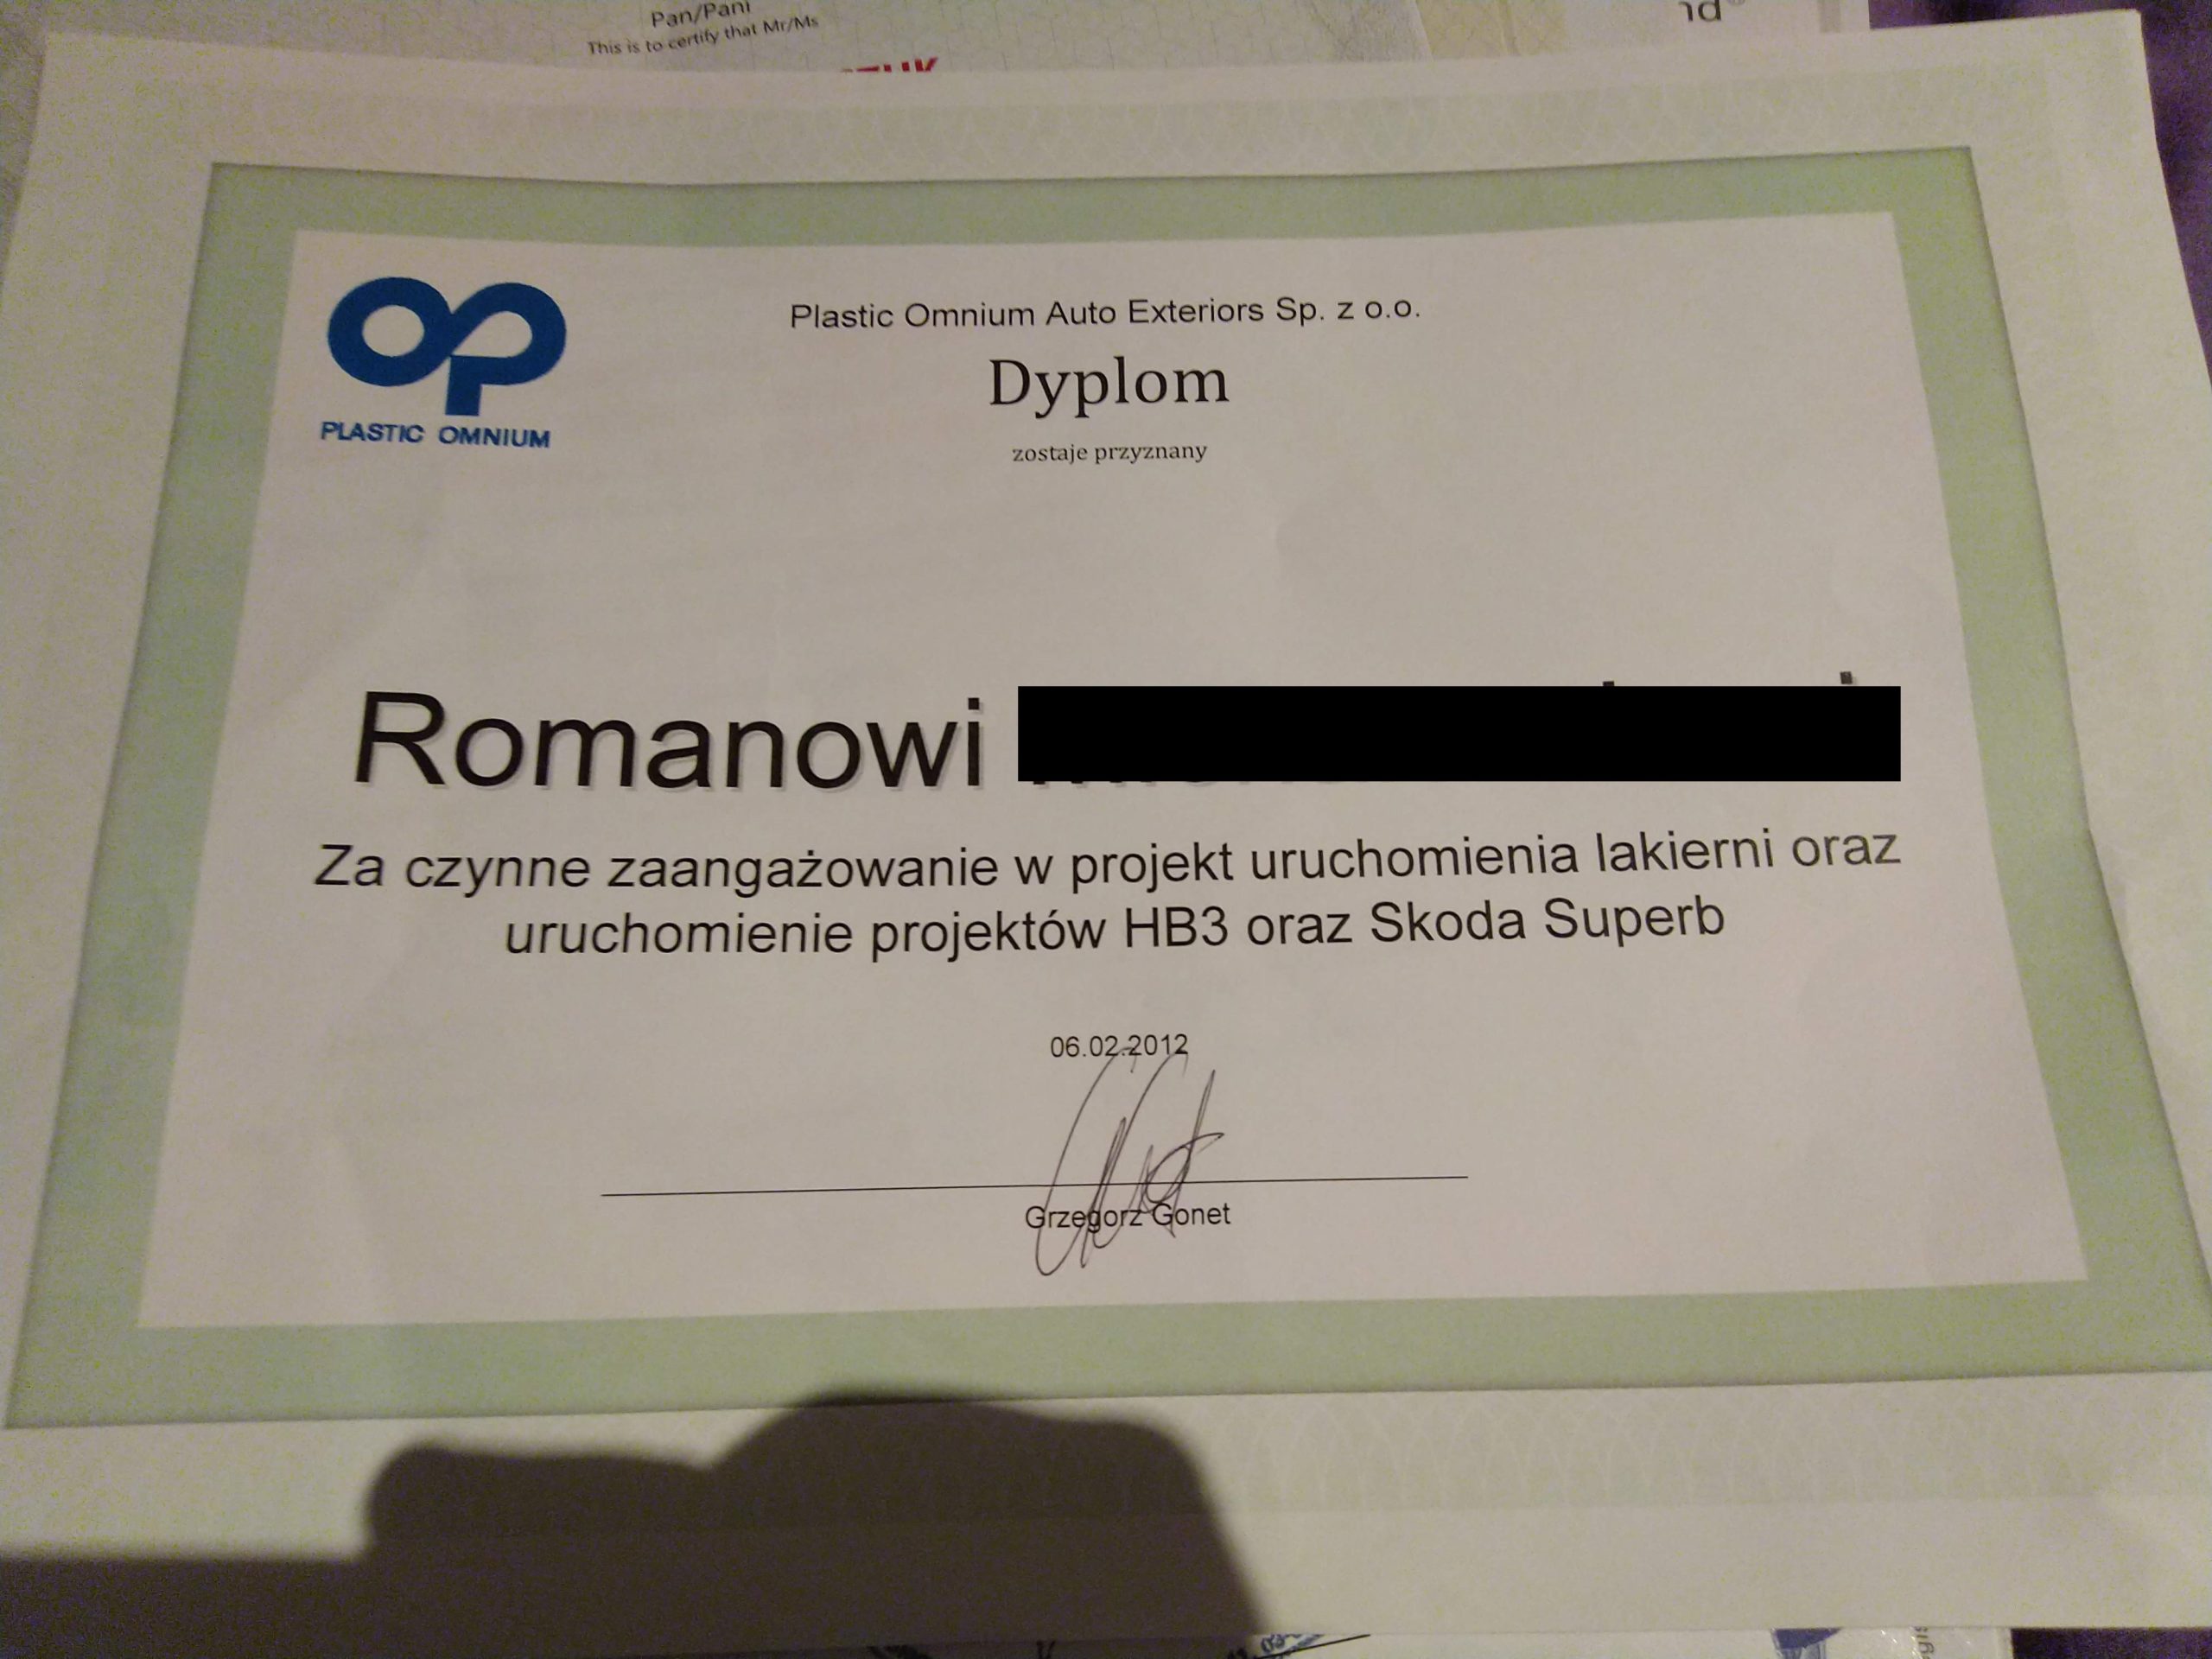 Pan/Pani
This is to certify that Mr/Ms
Plastic Omnium Auto Exteriors Sp. z o.o.
Dyplom
zostaje przyznany
PLASTIC OMNIUM
Romanowi
Za czynne zaangażowanie w projekt uruchomienia lakierni oraz
uruchomienie projektów HB3 oraz Skoda Superb
06.02.2012
Grzegorz Gonet